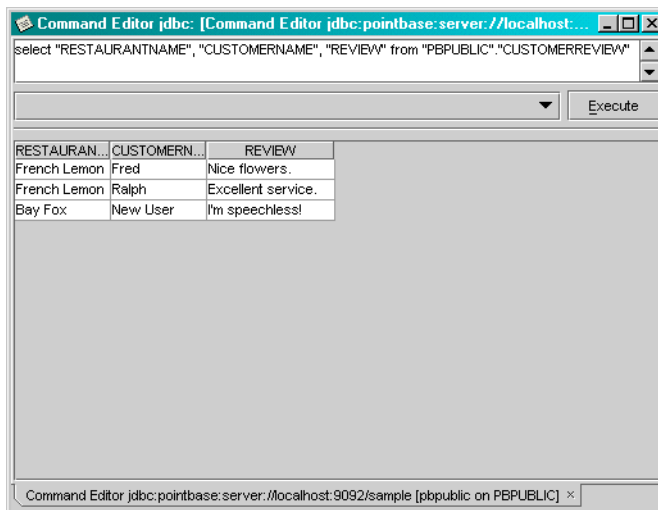 Command Editor jdbc: [Command Editor jdbc:pointbase:server://localhost:...
select "RESTAURANTNAME", "CUSTOMERNAME", "REVIEW" from "PBPUBLIC"."CUSTOMERREVIEW"
Execute
RESTAURAN... CUSTOMERN... REVIEW
French Lemon Fred Nice flowers.
French Lemon Ralph Excellent service.
Bay Fox New User I'm speechless!
Command Editor jdbc:pointbase:server://localhost:9092/sample [pbpublic on PBPUBLIC] ×